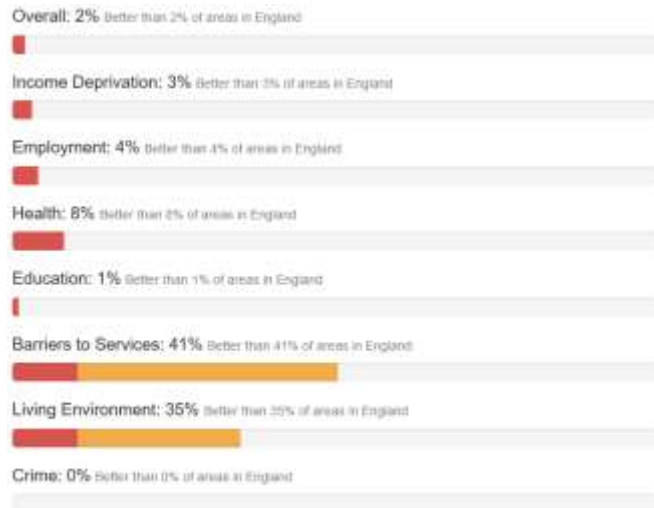 Overall: 2% Better than 2% of areas in England
Income Deprivation: 3% Better than 3% of areas in England
Employment: 4% Better than 4% of areas in England
Health: 8% Better than 8% of areas in England
Education: 1% Better than 1% of areas in England
Barriers to Services: 41% Better than 41% of areas in England
Living Environment: 35% Better than 35% of areas in England
Crime: 0% Better than 0% of areas in England